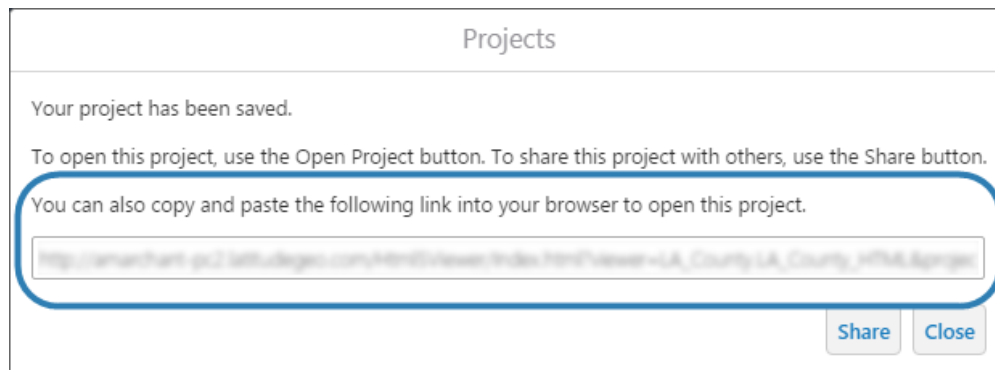 Projects
Your project has been saved.
To open this project, use the Open Project button. To share this project with others, use the Share button.
You can also copy and paste the following link into your browser to open this project.
Share Close